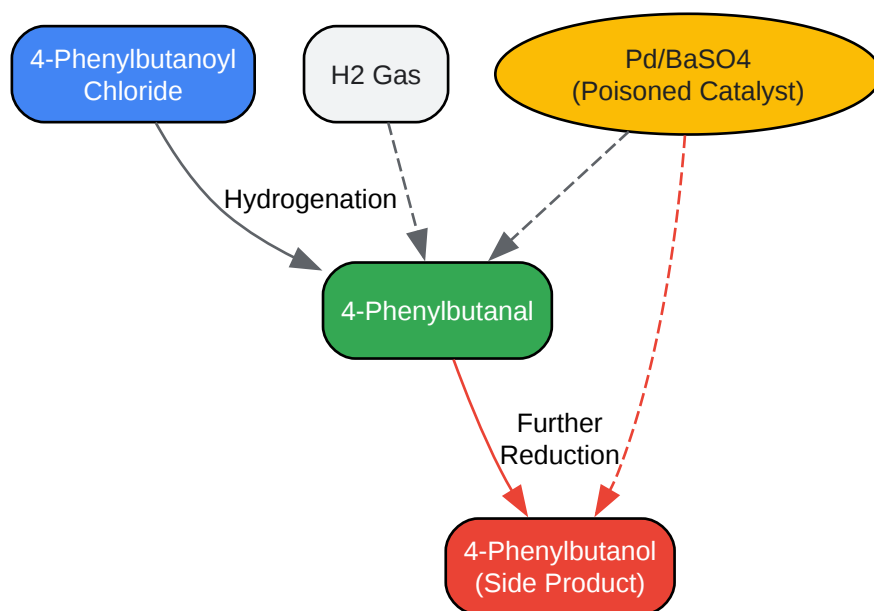 4-Phenylbutanoyl
Chloride
H2 Gas
Pd/BaSO4
(Poisoned Catalyst)
Hydrogenation
4-Phenylbutanal
Further
Reduction
4-Phenylbutanol
(Side Product)